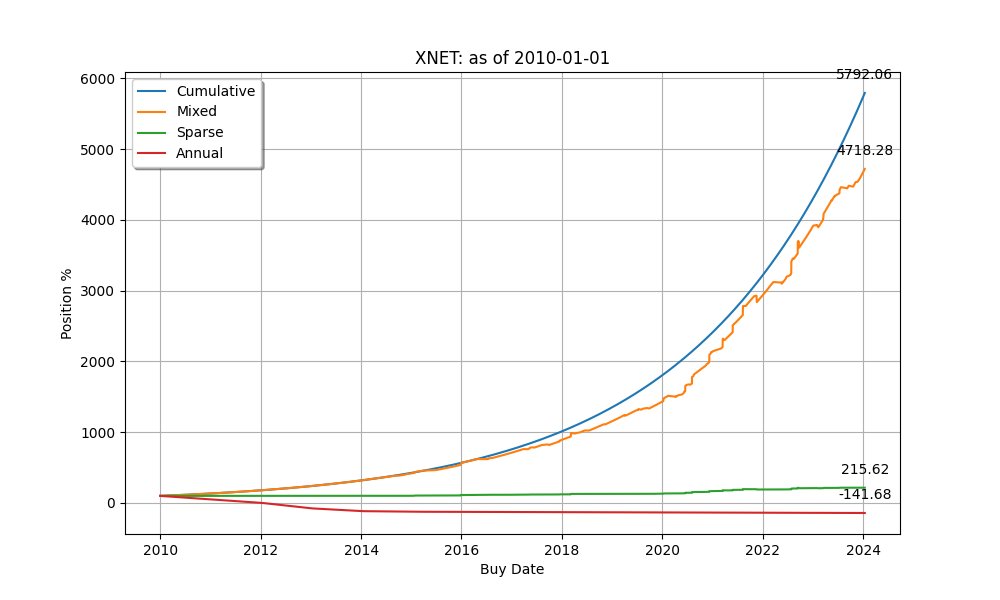 XNET: as of 2010-01-01
6000
5000
4000
3000
2000
1000
0
Position %
Cumulative
Mixed
Sparse
Annual
5792.06
4718.28
215.62
-141.68
2010
2012
2014
2016
2018
2020
2022
2024
Buy Date